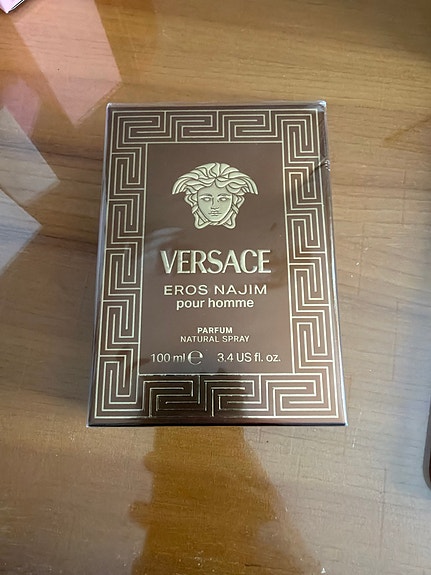 VERSACE
EROS NAJIM
pour homme
PARFUM
NATURAL SPRAY
100 ml ℮ 3.4 US fl. oz.